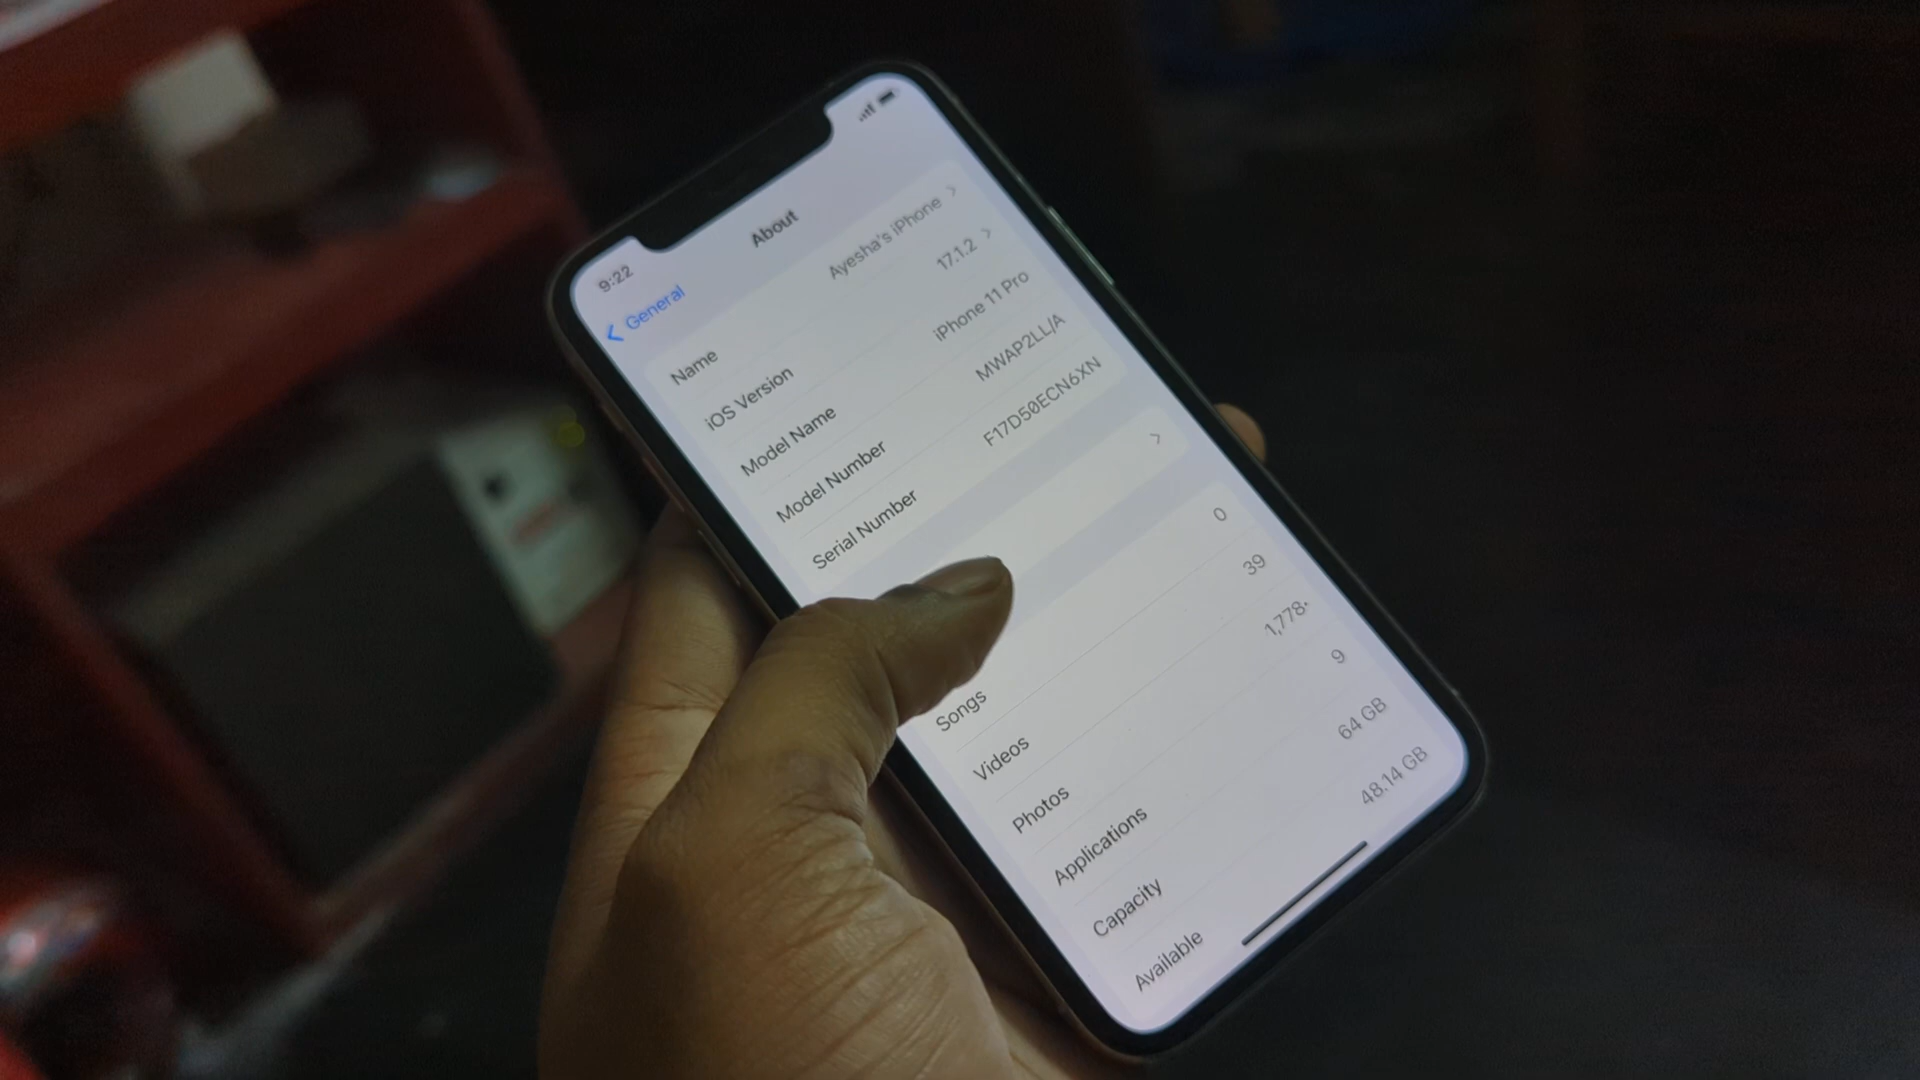 9:22
General
About
Name Ayesha's iPhone
iOS Version 17.1.2
Model Name iPhone 11 Pro
Model Number MWAP2LL/A
Serial Number F17D50ECN6XN
Songs 0
Videos 39
Photos 1,778
Applications 9
Capacity 64 GB
Available 48.14 GB